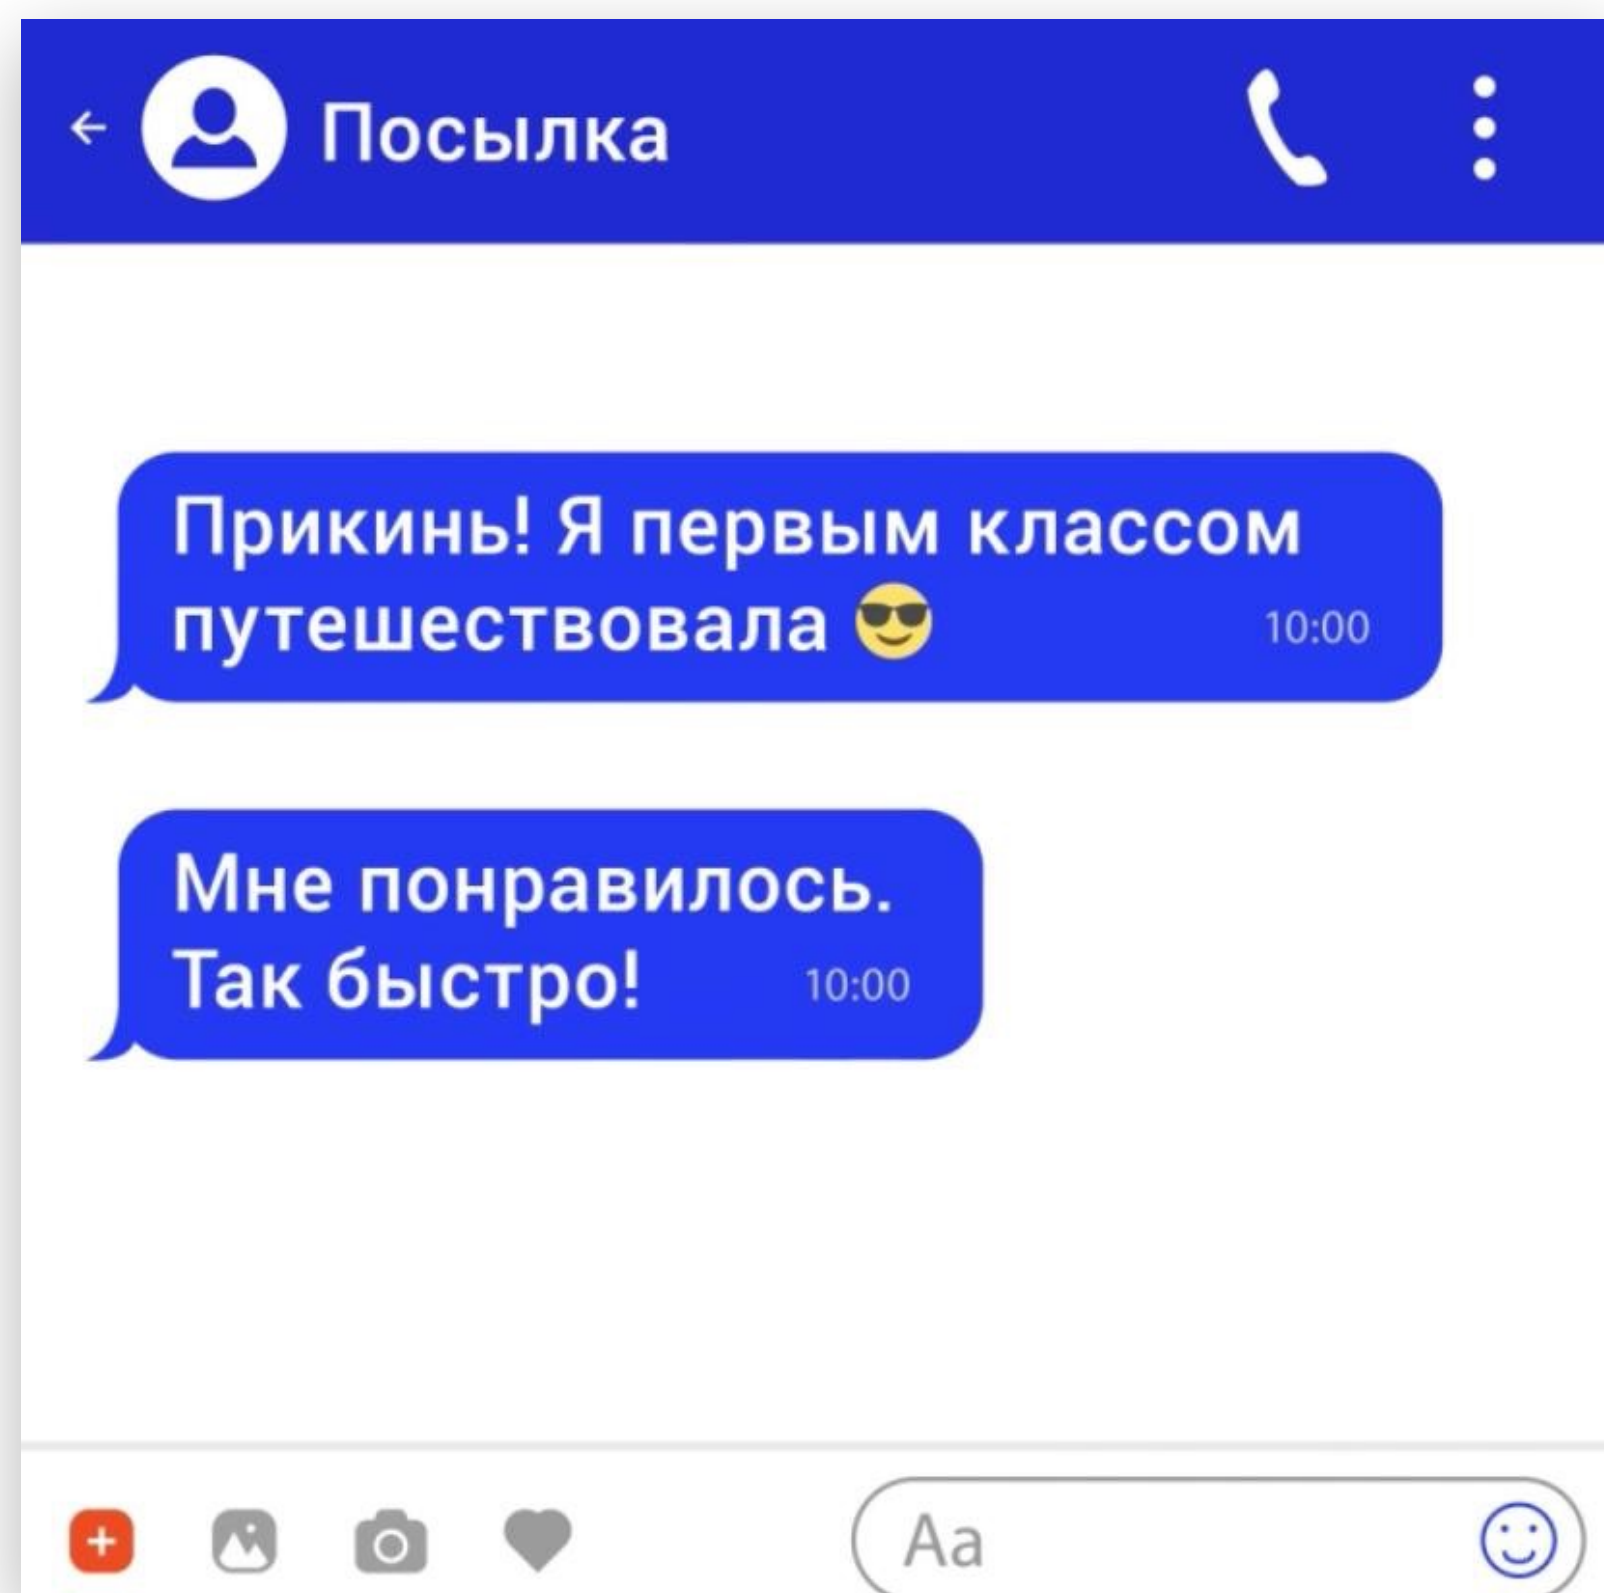 Посылка
Прикинь! Я первым классом
путешествовала 😎 10:00
Мне понравилось.
Так быстро! 10:00
Aa